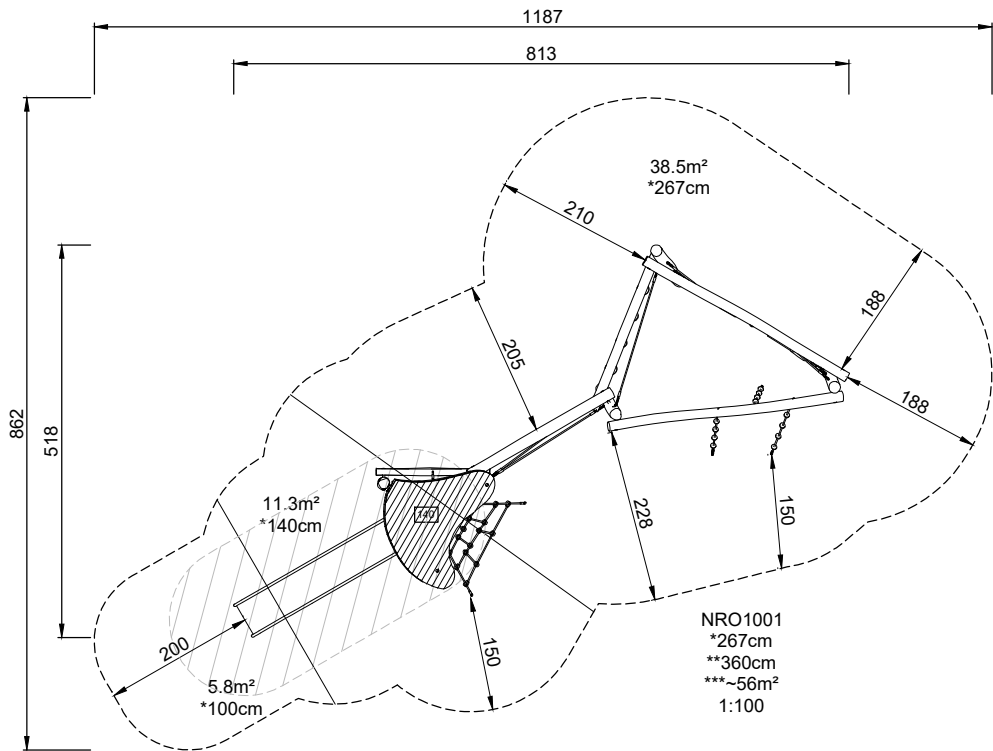 1187
813
38.5m²
*267cm
210
188
205
862
518
188
11.3m²
*140cm
140
228
150
NRO1001
*267cm
**360cm
***~56m²
1:100
200
150
5.8m²
*100cm